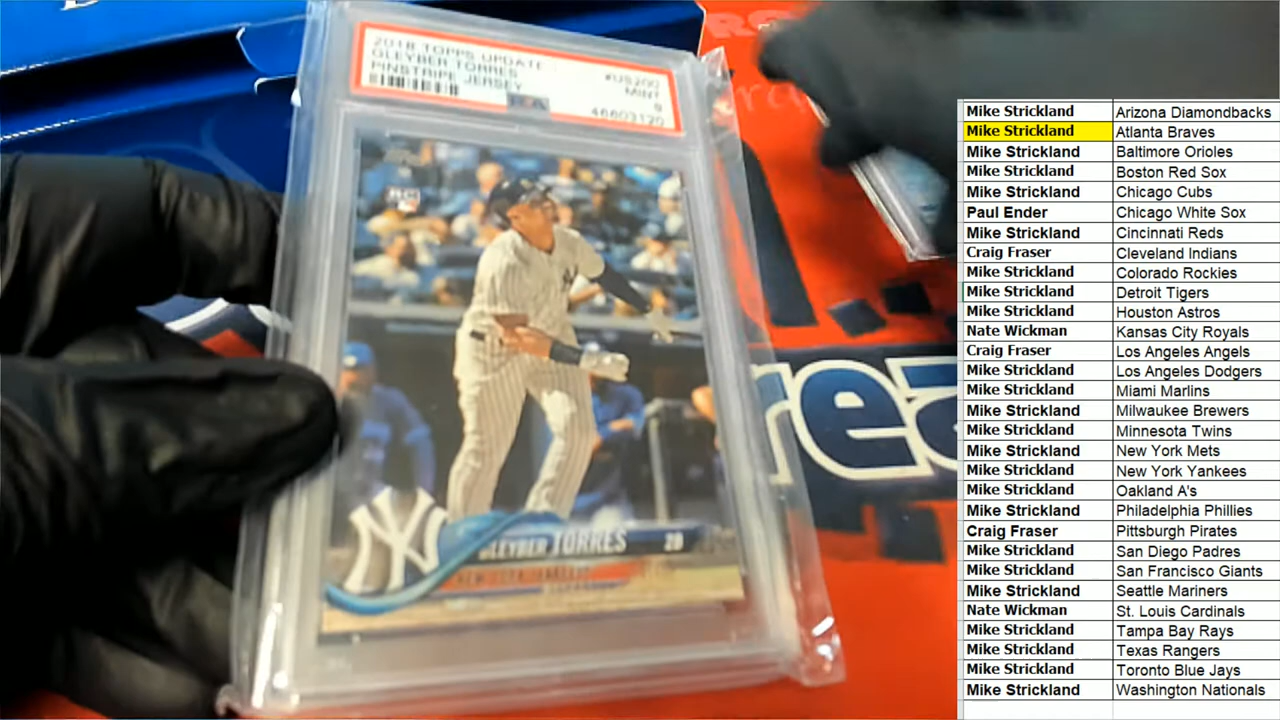 2018 TOPPS UPDATE #US200
GLEYBER TORRES MINT
PINSTRIPE JERSEY 9
PSA 46603120
NY
GLEYBER TORRES 28
NEW YORK YANKEES
rea
Mike Strickland Arizona Diamondbacks
Mike Strickland Atlanta Braves
Mike Strickland Baltimore Orioles
Mike Strickland Boston Red Sox
Mike Strickland Chicago Cubs
Paul Ender Chicago White Sox
Mike Strickland Cincinnati Reds
Craig Fraser Cleveland Indians
Mike Strickland Colorado Rockies
Mike Strickland Detroit Tigers
Mike Strickland Houston Astros
Nate Wickman Kansas City Royals
Craig Fraser Los Angeles Angels
Mike Strickland Los Angeles Dodgers
Mike Strickland Miami Marlins
Mike Strickland Milwaukee Brewers
Mike Strickland Minnesota Twins
Mike Strickland New York Mets
Mike Strickland New York Yankees
Mike Strickland Oakland A's
Mike Strickland Philadelphia Phillies
Craig Fraser Pittsburgh Pirates
Mike Strickland San Diego Padres
Mike Strickland San Francisco Giants
Mike Strickland Seattle Mariners
Nate Wickman St. Louis Cardinals
Mike Strickland Tampa Bay Rays
Mike Strickland Texas Rangers
Mike Strickland Toronto Blue Jays
Mike Strickland Washington Nationals